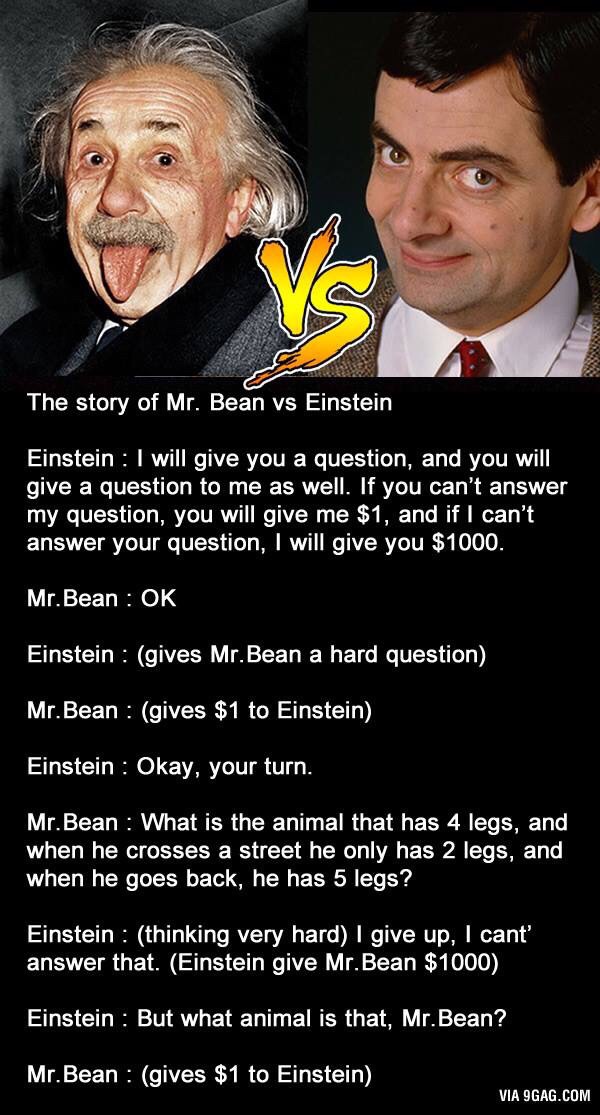 VS
The story of Mr. Bean vs Einstein
Einstein : I will give you a question, and you will
give a question to me as well. If you can't answer
my question, you will give me $1, and if I can't
answer your question, I will give you $1000.
Mr.Bean : OK
Einstein : (gives Mr.Bean a hard question)
Mr.Bean : (gives $1 to Einstein)
Einstein : Okay, your turn.
Mr.Bean : What is the animal that has 4 legs, and
when he crosses a street he only has 2 legs, and
when he goes back, he has 5 legs?
Einstein : (thinking very hard) I give up, I cant'
answer that. (Einstein give Mr.Bean $1000)
Einstein : But what animal is that, Mr.Bean?
Mr.Bean : (gives $1 to Einstein)
VIA 9GAG.COM